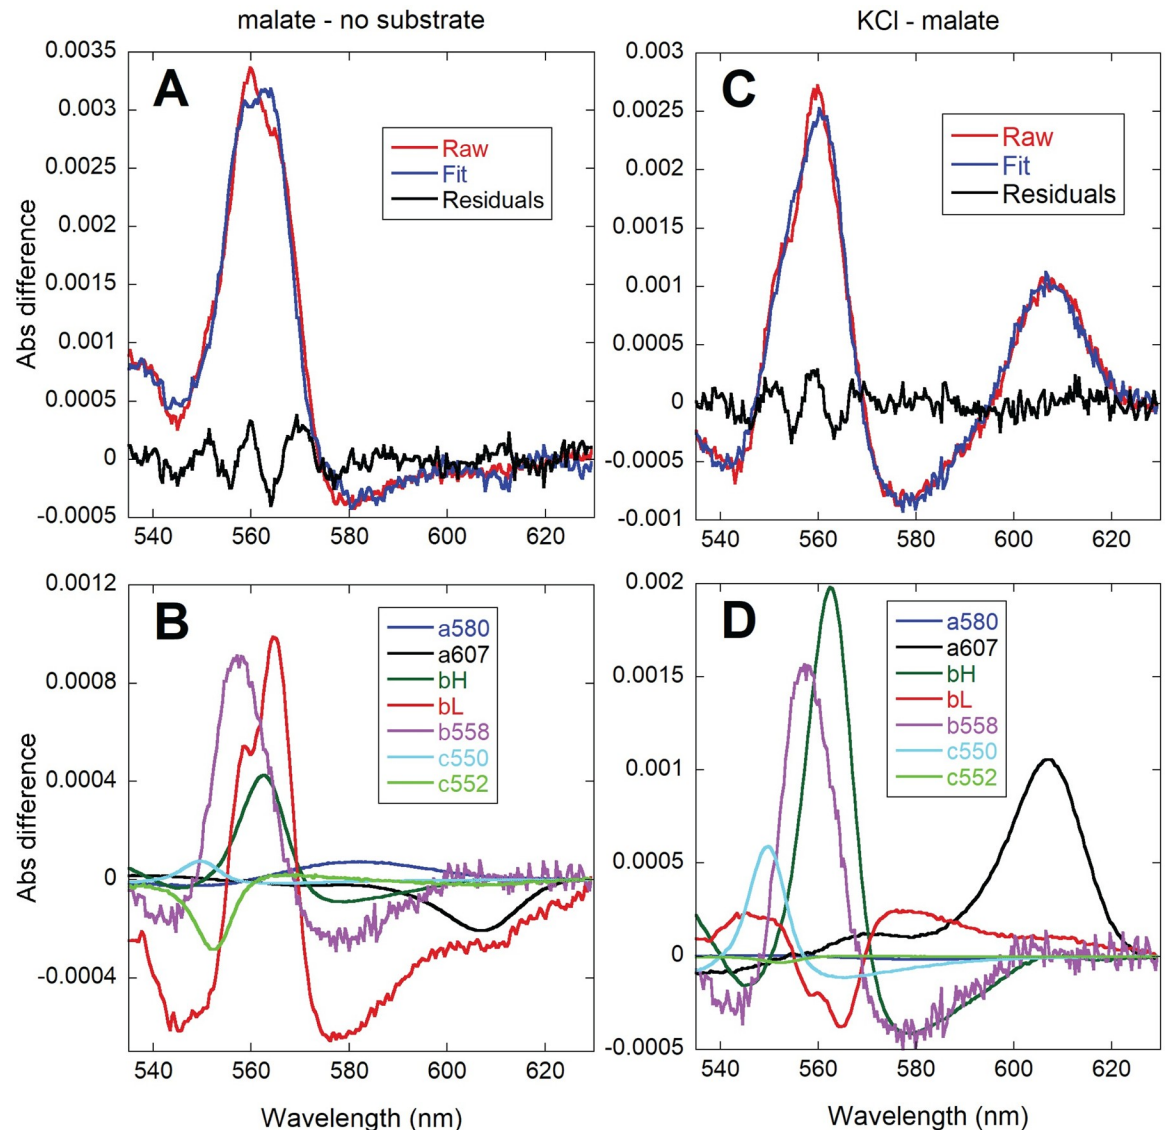 malate - no substrate
KCl - malate
A
0.0035
0.003
0.0025
0.002
0.0015
0.001
0.0005
0
-0.0005
540
560
580
600
620
Raw
Fit
Residuals
Abs difference
C
0.003
0.0025
0.002
0.0015
0.001
0.0005
0
-0.0005
-0.001
540
560
580
600
620
Raw
Fit
Residuals
B
0.0012
0.0008
0.0004
0
-0.0004
540
560
580
600
620
a580
a607
bH
bL
b558
c550
c552
Abs difference
Wavelength (nm)
D
0.002
0.0015
0.001
0.0005
0
-0.0005
540
560
580
600
620
a580
a607
bH
bL
b558
c550
c552
Wavelength (nm)